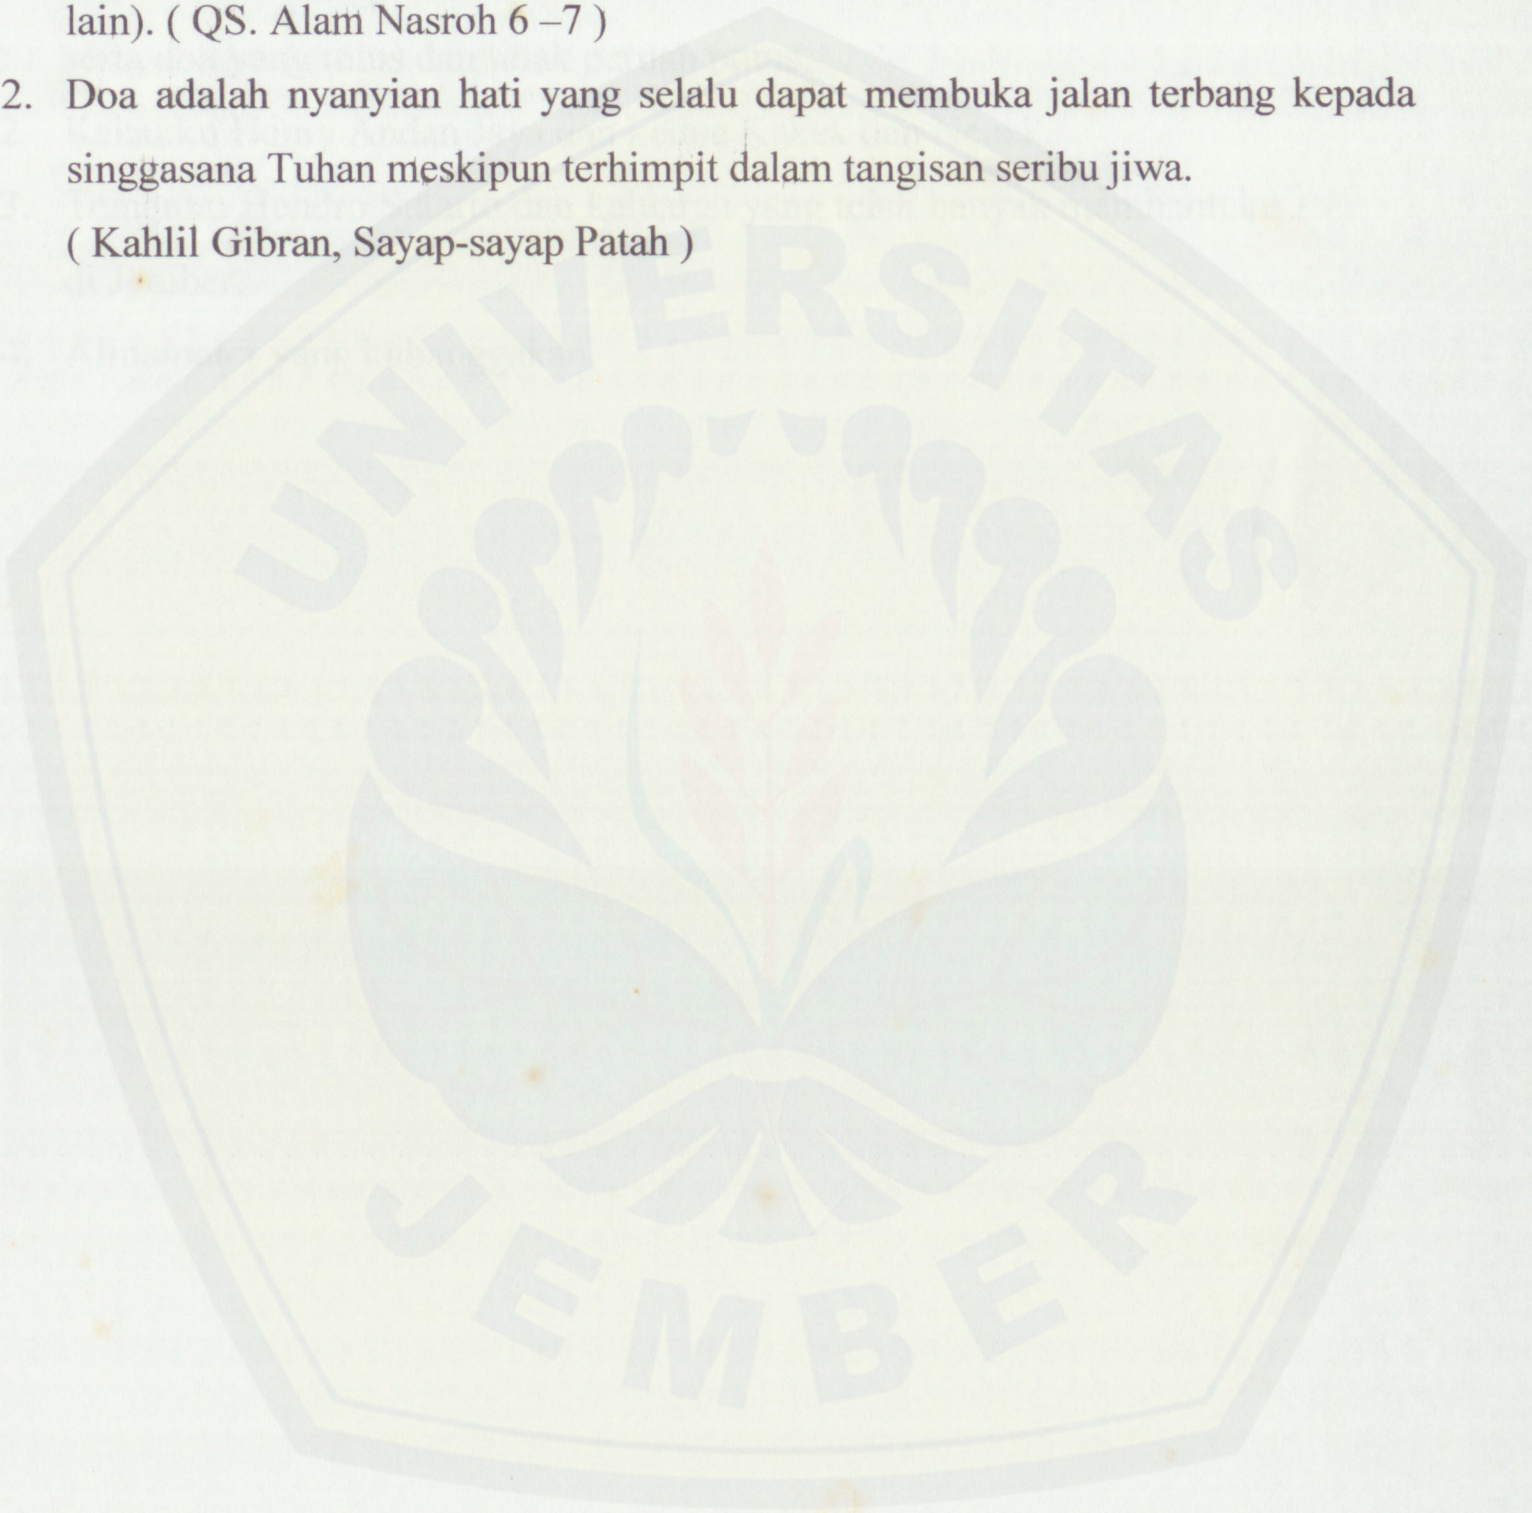 lain). ( QS. Alam Nasroh 6 –7 )
2. Doa adalah nyanyian hati yang selalu dapat membuka jalan terbang kepada
singgasana Tuhan meskipun terhimpit dalam tangisan seribu jiwa.
( Kahlil Gibran, Sayap-sayap Patah )
UNIVERSITAS
JEMBER